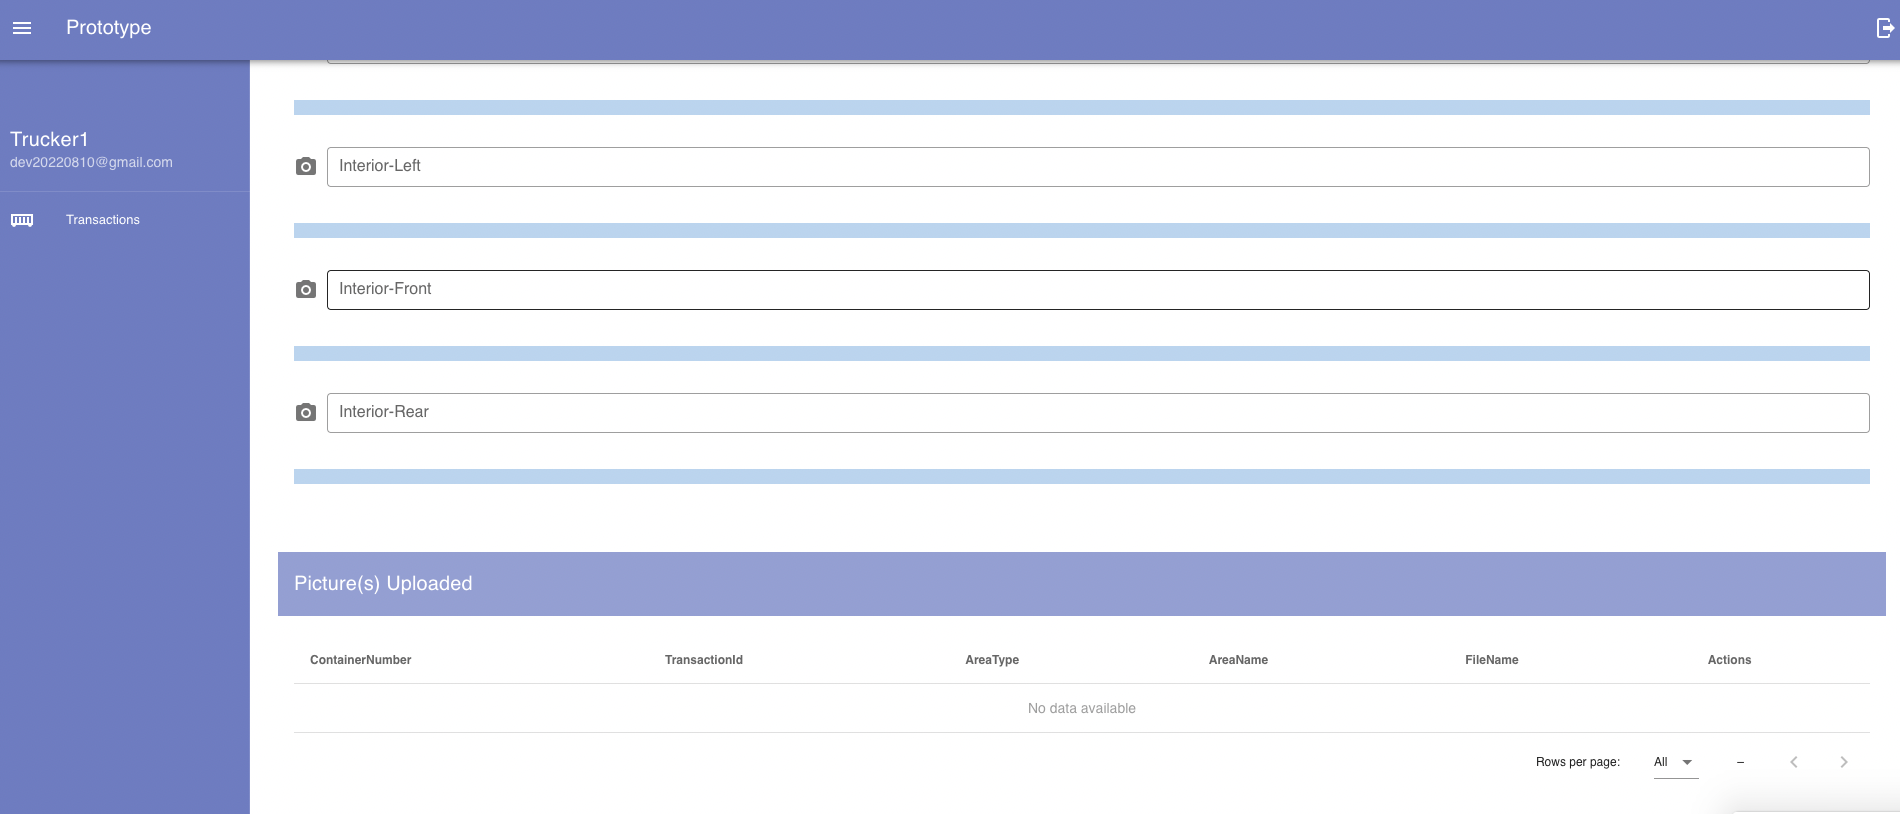 Prototype
Trucker1
dev20220810@gmail.com
Transactions
Interior-Left
Interior-Front
Interior-Rear
Picture(s) Uploaded
ContainerNumber TransactionId AreaType AreaName FileName Actions
No data available
Rows per page: All –